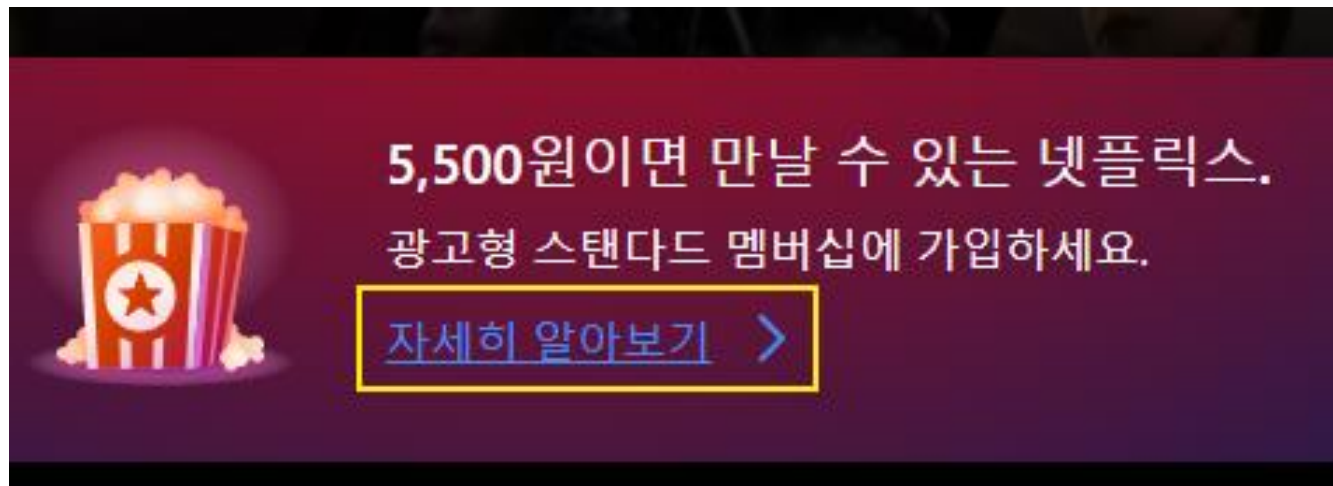 5,500원이면 만날 수 있는 넷플릭스.
광고형 스탠다드 멤버십에 가입하세요.
자세히 알아보기 >